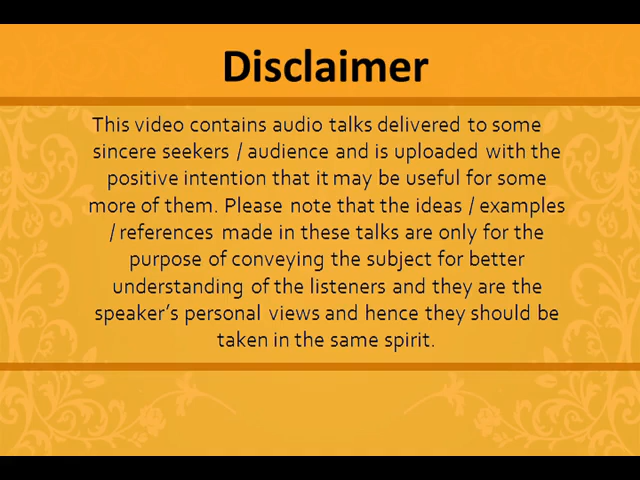 Disclaimer
This video contains audio talks delivered to some
sincere seekers / audience and is uploaded with the
positive intention that it may be useful for some
more of them. Please note that the ideas / examples
/ references made in these talks are only for the
purpose of conveying the subject for better
understanding of the listeners and they are the
speaker's personal views and hence they should be
taken in the same spirit.